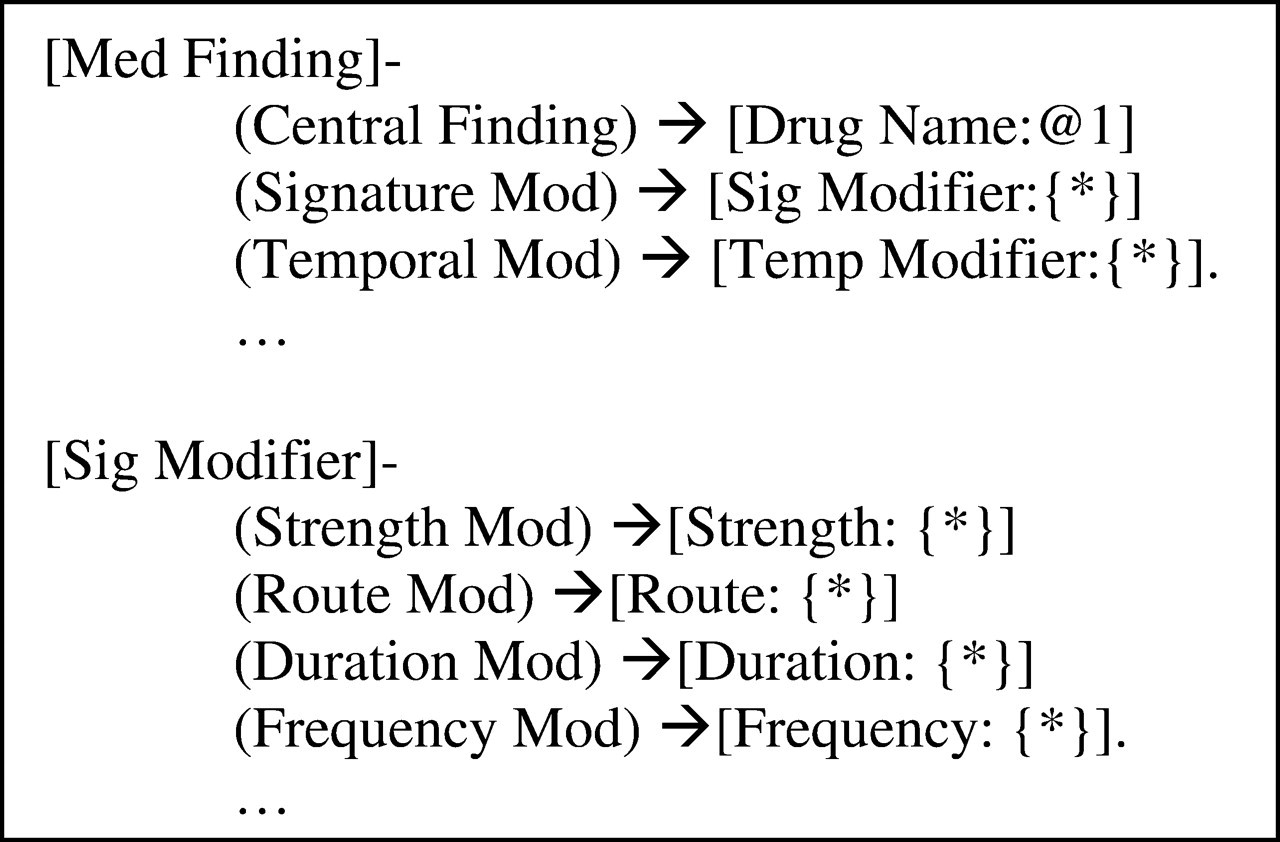 [Med Finding]-
(Central Finding) → [Drug Name:@1]
(Signature Mod) → [Sig Modifier:{*}]
(Temporal Mod) → [Temp Modifier:{*}].
…
[Sig Modifier]-
(Strength Mod) →[Strength: {*}]
(Route Mod) →[Route: {*}]
(Duration Mod) →[Duration: {*}]
(Frequency Mod) →[Frequency: {*}].
…